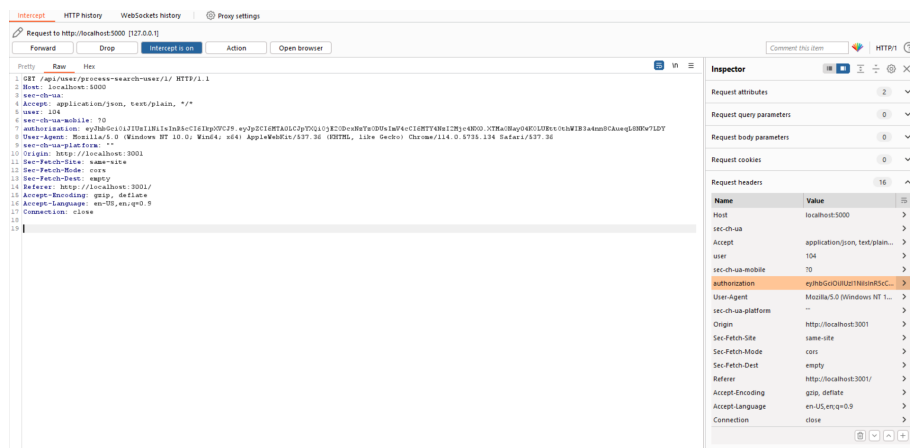 Intercept HTTP history WebSockets history Proxy settings
Request to http://localhost:5000 [127.0.0.1]
Forward Drop Intercept is on Action Open browser Comment this item HTTP/1
Pretty Raw Hex \n
1 GET /api/user/process-search-user/1/ HTTP/1.1
2 Host: localhost:5000
3 sec-ch-ua:
4 Accept: application/json, text/plain, */*
5 user: 104
6 sec-ch-ua-mobile: ?0
7 authorization:
8 User-Agent: Mozilla/5.0 (Windows NT 10.0; Win64; x64) AppleWebKit/537.36 (KHTML, like Gecko) Chrome/114.0.5735.134 Safari/537.36
9 sec-ch-ua-platform: ""
10 Origin: http://localhost:3001
11 Sec-Fetch-Site: same-site
12 Sec-Fetch-Mode: cors
13 Sec-Fetch-Dest: empty
14 Referer: http://localhost:3001/
15 Accept-Encoding: gzip, deflate
16 Accept-Language: en-US,en;q=0.9
17 Connection: close
18
19
Inspector
Request attributes 2
Request query parameters 0
Request body parameters 0
Request cookies 0
Request headers 16
Name Value
Host localhost:5000
sec-ch-ua
Accept application/json, text/plain...
user 104
sec-ch-ua-mobile ?0
authorization
User-Agent Mozilla/5.0 (Windows NT 1...
sec-ch-ua-platform ""
Origin http://localhost:3001
Sec-Fetch-Site same-site
Sec-Fetch-Mode cors
Sec-Fetch-Dest empty
Referer http://localhost:3001/
Accept-Encoding gzip, deflate
Accept-Language en-US,en;q=0.9
Connection close